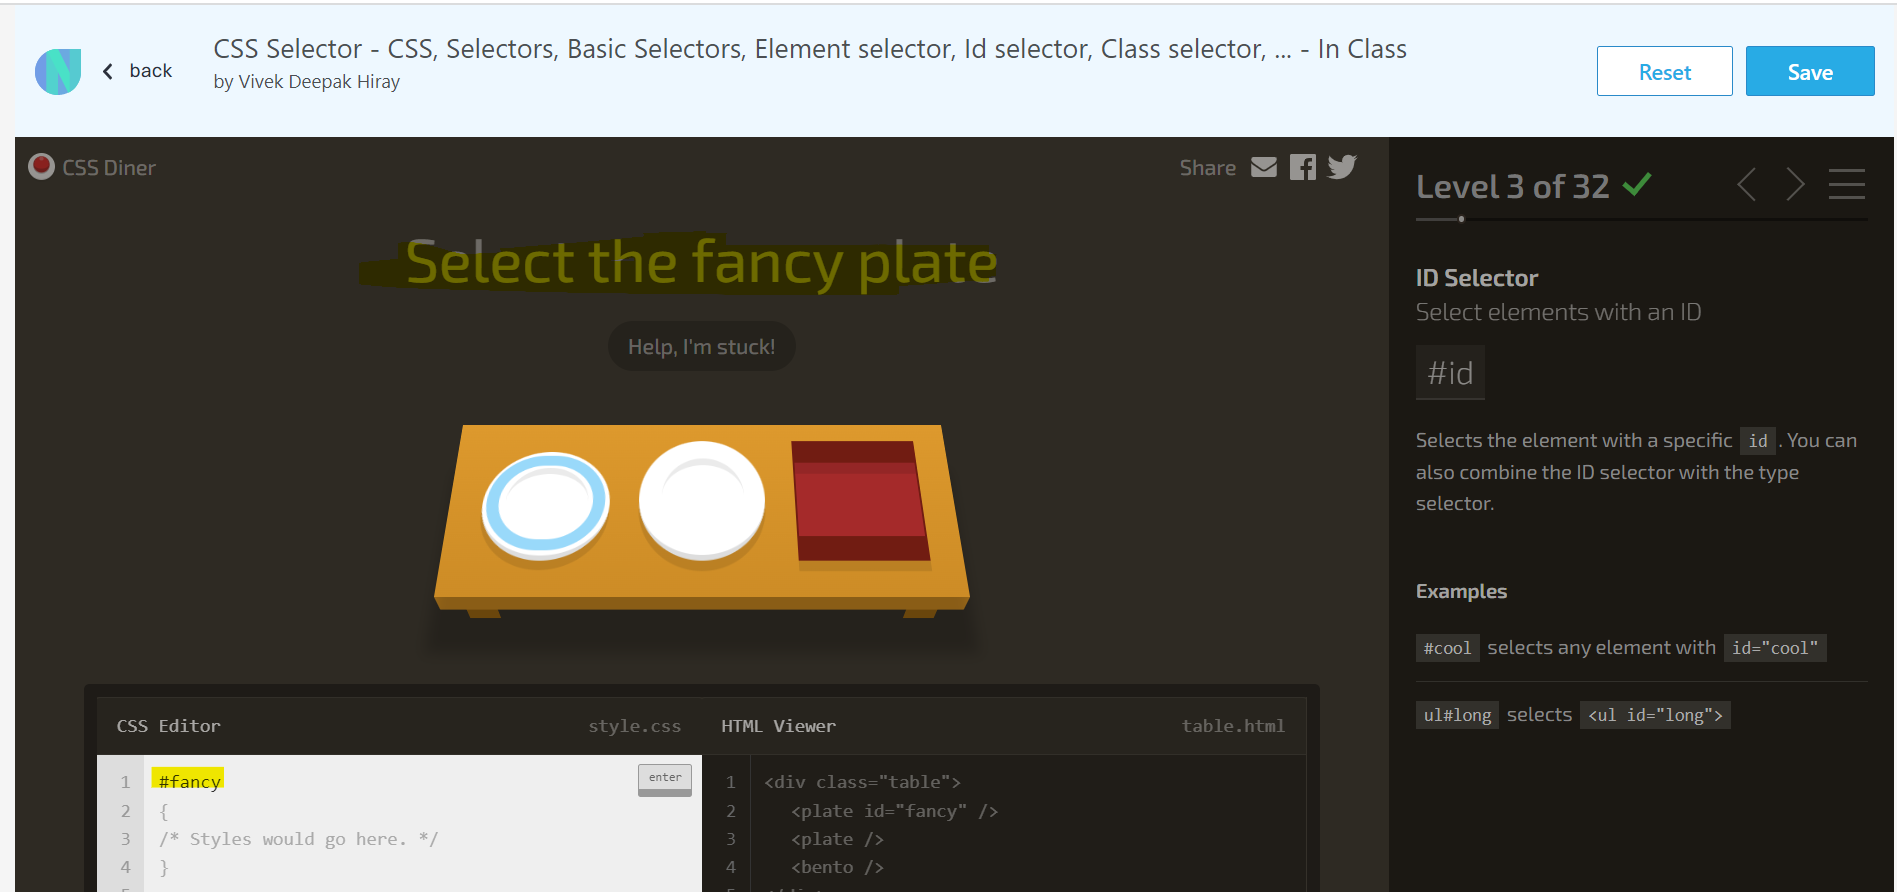 back
CSS Selector - CSS, Selectors, Basic Selectors, Element selector, Id selector, Class selector, ... - In Class
by Vivek Deepak Hiray
Reset
Save
CSS Diner
Share
Select the fancy plate
Help, I'm stuck!
CSS Editor
style.css
HTML Viewer
table.html
1 #fancy
enter
2 {
3 /* Styles would go here. */
4 }
1 <div class="table">
2 <plate id="fancy" />
3 <plate />
4 <bento />
Level 3 of 32
ID Selector
Select elements with an ID
#id
Selects the element with a specific id . You can
also combine the ID selector with the type
selector.
Examples
#cool selects any element with id="cool"
ul#long selects <ul id="long">